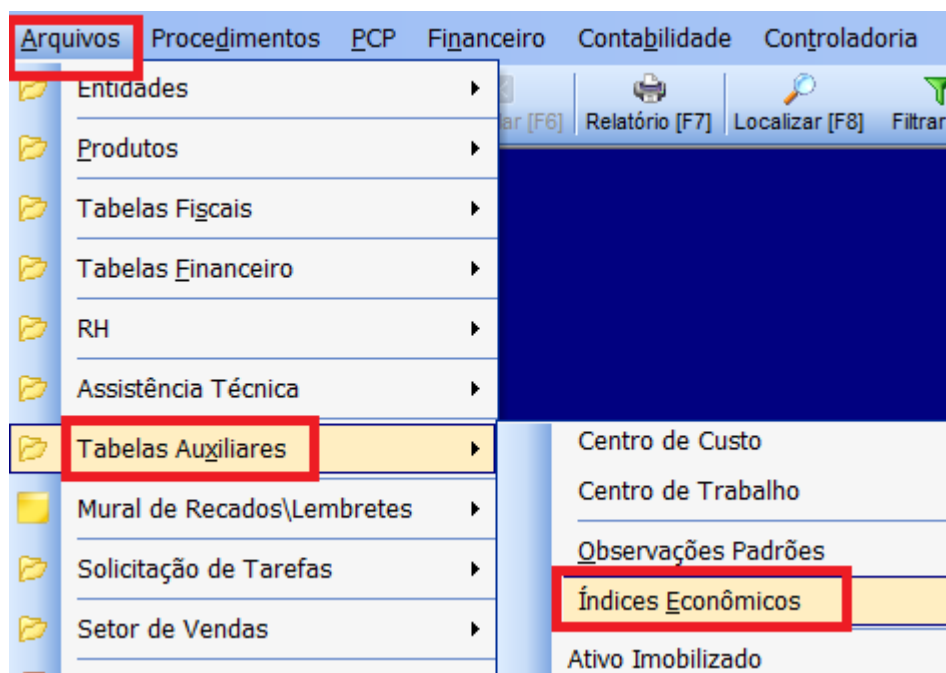 Arquivos Procedimentos PCP Financeiro Contabilidade Controladoria
Entidades
ar [F6] Relatório [F7] Localizar [F8] Filtrar
Produtos
Tabelas Fiscais
Tabelas Financeiro
RH
Assistência Técnica
Tabelas Auxiliares
Centro de Custo
Centro de Trabalho
Mural de Recados\Lembretes
Observações Padrões
Solicitação de Tarefas
Índices Econômicos
Setor de Vendas
Ativo Imobilizado